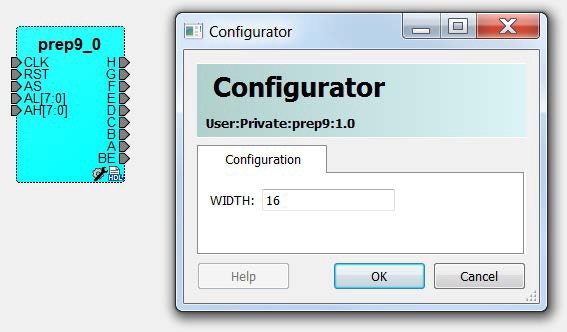 prep9_0
CLK H
RST G
AS F
AL[7:0] E
AH[7:0] D
C
B
A
BE
HDL
Configurator
Configurator
User:Private:prep9:1.0
Configuration
WIDTH: 16
Help OK Cancel